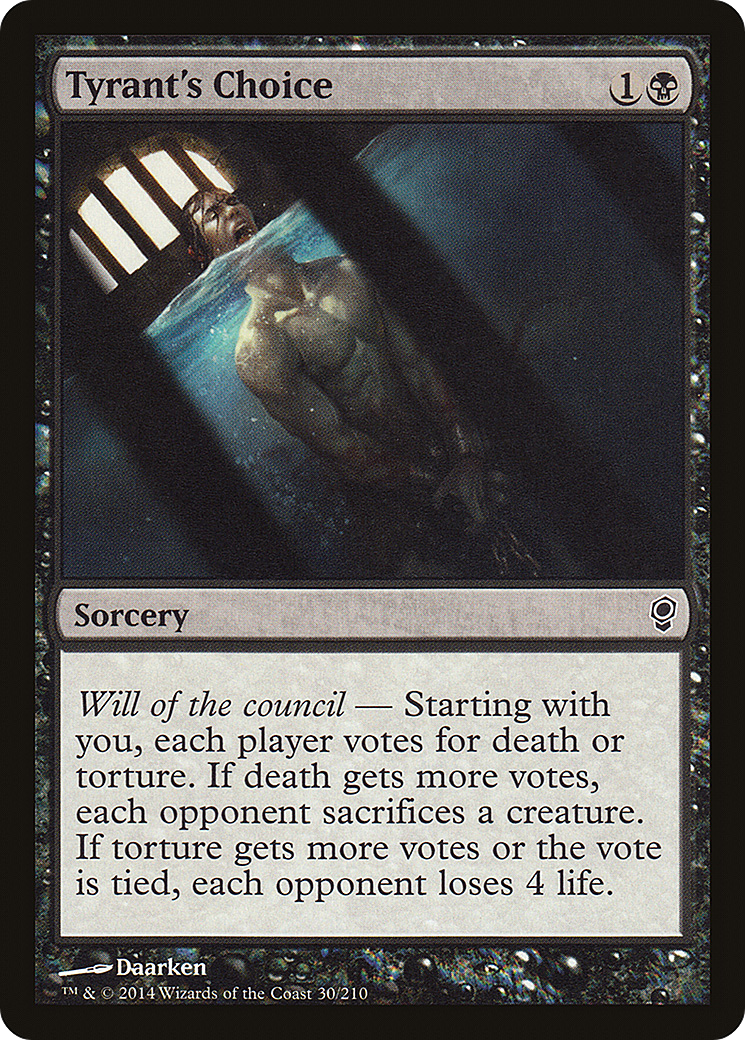 Tyrant's Choice 1
Sorcery
Will of the council — Starting with
you, each player votes for death or
torture. If death gets more votes,
each opponent sacrifices a creature.
If torture gets more votes or the vote
is tied, each opponent loses 4 life.
Daarken
™ & © 2014 Wizards of the Coast 30/210